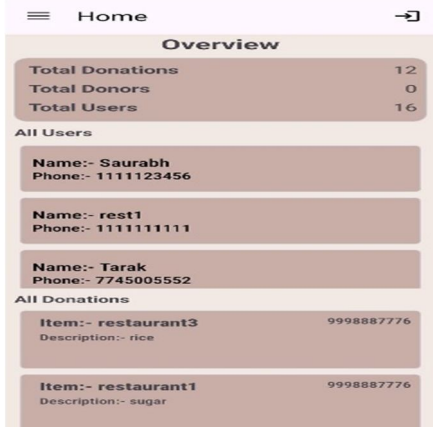 Home
Overview
Total Donations 12
Total Donors 0
Total Users 16
All Users
Name:- Saurabh
Phone:- 1111123456
Name:- rest1
Phone:- 1111111111
Name:- Tarak
Phone:- 7745005552
All Donations
Item:- restaurant3 9998887776
Description:- rice
Item:- restaurant1 9998887776
Description:- sugar